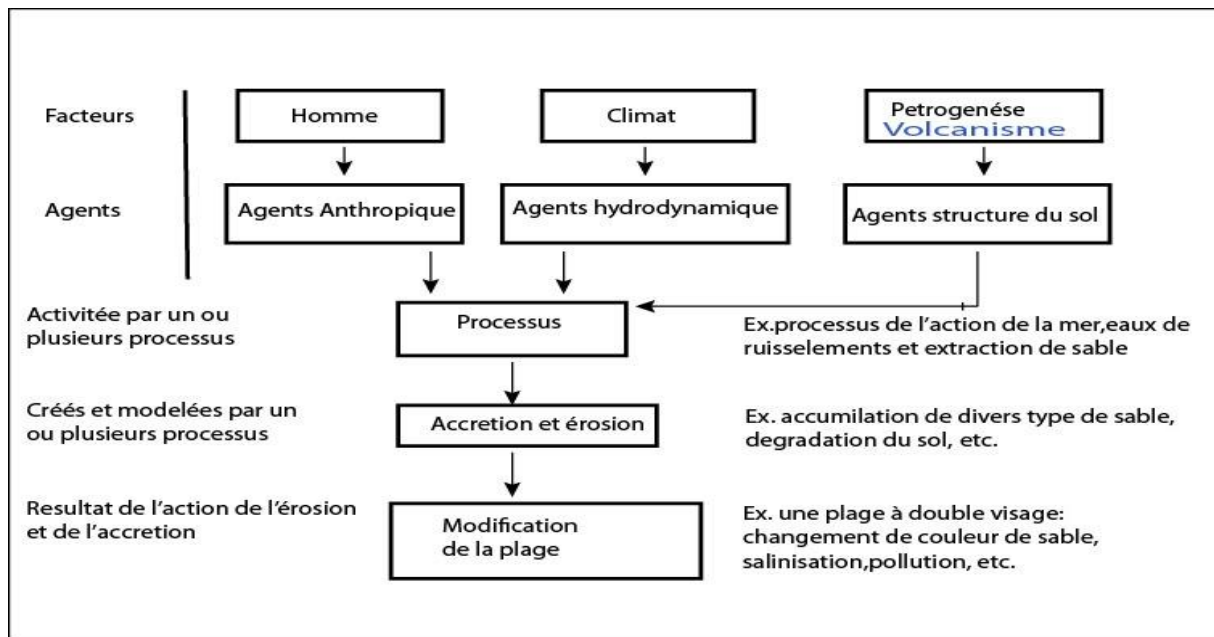 Facteurs
Homme
Climat
Petrogenése
Volcanisme
Agents
Agents Anthropique
Agents hydrodynamique
Agents structure du sol
Activitée par un ou
plusieurs processus
Processus
Ex.processus de l'action de la mer,eaux de
ruisselements et extraction de sable
Créés et modelées par un
ou plusieurs processus
Accretion et érosion
Ex. accumilation de divers type de sable,
degradation du sol, etc.
Resultat de l'action de l'érosion
et de l'accretion
Modification
de la plage
Ex. une plage à double visage:
changement de couleur de sable,
salinisation,pollution, etc.